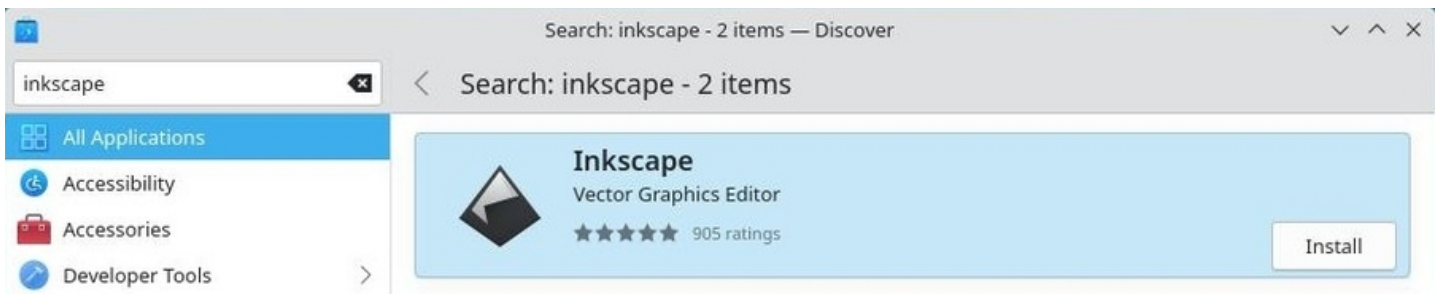 Search: inkscape - 2 items — Discover
inkscape
Search: inkscape - 2 items
All Applications
Accessibility
Accessories
Developer Tools
Inkscape
Vector Graphics Editor
905 ratings
Install